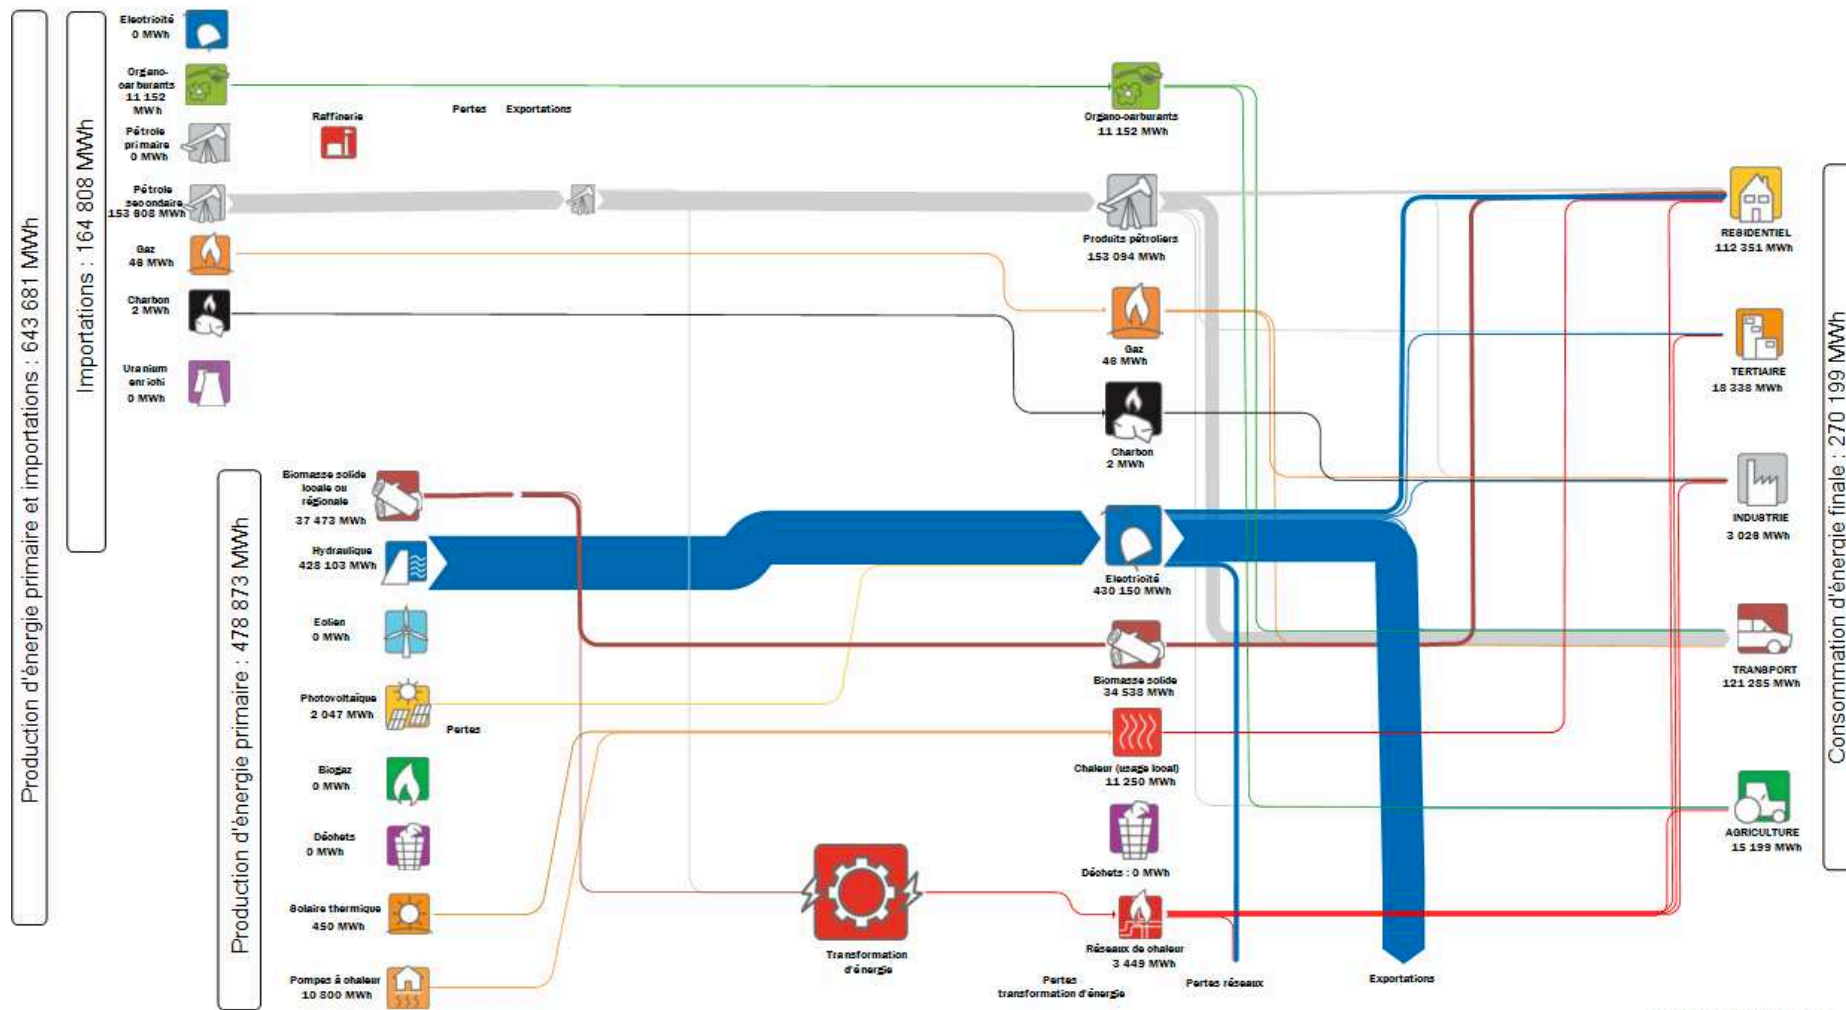 Production d'énergie primaire et importations : 643 681 MWh
Importations : 164 808 MWh
Electricité
0 MWh
Organo-
carburants
11 152
MWh
Pétrole
primaire
0 MWh
Pétrole
secondaire
153 608 MWh
Gaz
46 MWh
Charbon
2 MWh
Uranium
enrichi
0 MWh
Raffinerie
Pertes
Exportations
Production d'énergie primaire : 478 873 MWh
Biomasse solide
locale ou
régionale
37 473 MWh
Hydraulique
428 103 MWh
Eolien
0 MWh
Photovoltaïque
2 047 MWh
Pertes
Biogaz
0 MWh
Déchets
0 MWh
Solaire thermique
450 MWh
Pompes à chaleur
10 800 MWh
Transformation
d'énergie
Organo-carburants
11 152 MWh
Produits pétroliers
153 094 MWh
Gaz
46 MWh
Charbon
2 MWh
Electricité
430 150 MWh
Biomasse solide
34 538 MWh
Chaleur (usage local)
11 250 MWh
Déchets : 0 MWh
Réseaux de chaleur
3 449 MWh
Pertes
transformation d'énergie
Pertes réseaux
Exportations
RESIDENTIEL
112 351 MWh
TERTIAIRE
18 338 MWh
INDUSTRIE
3 026 MWh
TRANSPORT
121 285 MWh
AGRICULTURE
15 199 MWh
Consommation d'énergie finale : 270 199 MWh